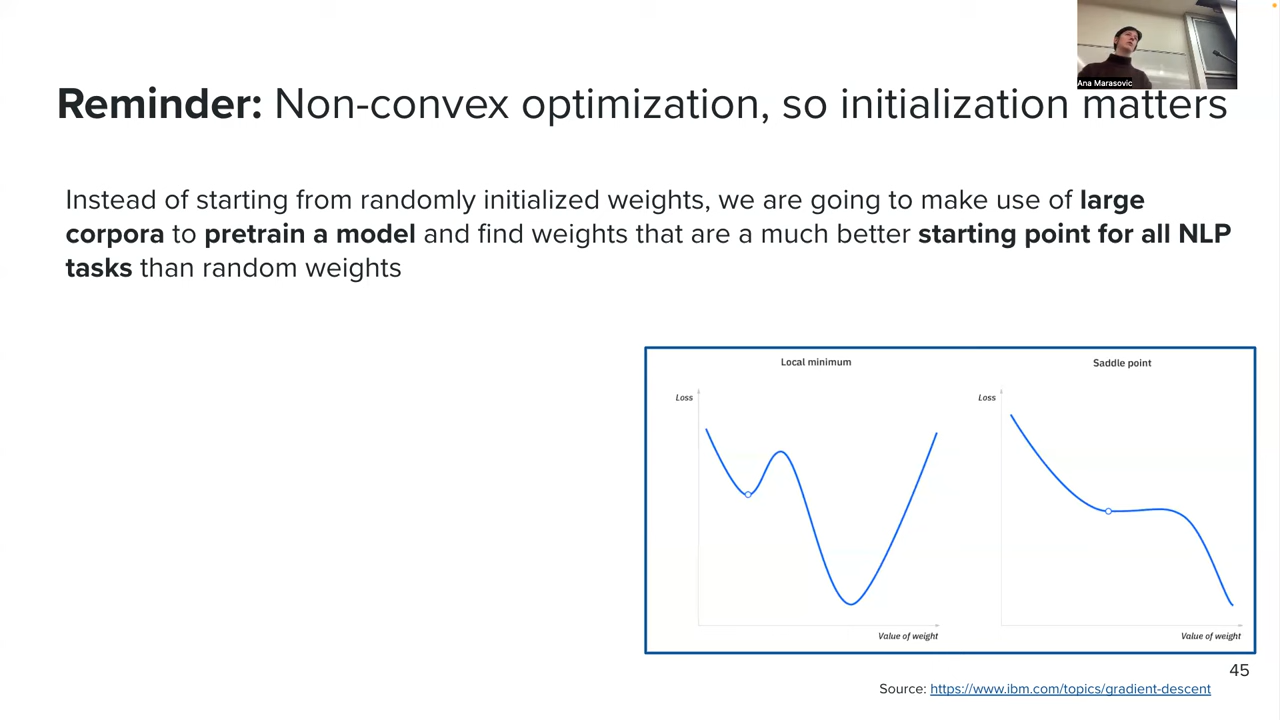 Ana Marasovic
Reminder: Non-convex optimization, so initialization matters
Instead of starting from randomly initialized weights, we are going to make use of large
corpora to pretrain a model and find weights that are a much better starting point for all NLP
tasks than random weights
Local minimum
Loss
Value of weight
Saddle point
Loss
Value of weight
45
Source: https://www.ibm.com/topics/gradient-descent